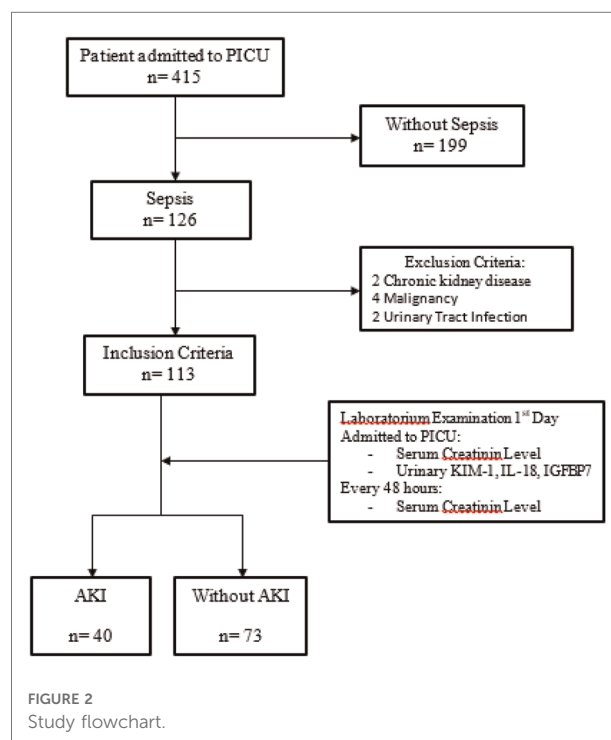 Patient admitted to PICU
n= 415
Without Sepsis
n= 199
Sepsis
n= 126
Exclusion Criteria:
2 Chronic kidney disease
4 Malignancy
2 Urinary Tract Infection
Inclusion Criteria
n= 113
Laboratorium Examination 1st Day
Admitted to PICU:
- Serum Creatinin Level
- Urinary KIM-1, IL-18, IGFBP7
Every 48 hours:
- Serum Creatinin Level
AKI
n= 40
Without AKI
n= 73
FIGURE 2
Study flowchart.